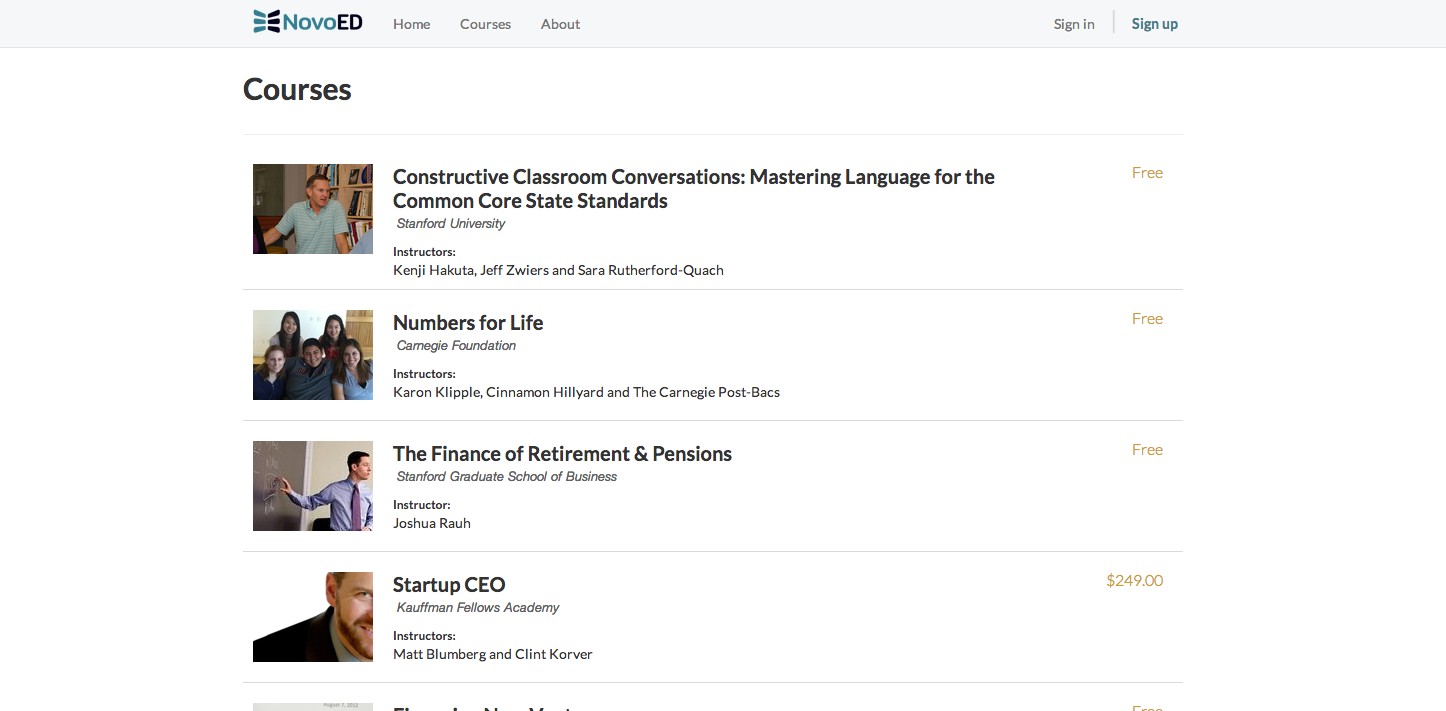 NovoED Home Courses About Sign in Sign up
Courses
Constructive Classroom Conversations: Mastering Language for the Free
Common Core State Standards
Stanford University
Instructors:
Kenji Hakuta, Jeff Zwiers and Sara Rutherford-Quach
Numbers for Life Free
Carnegie Foundation
Instructors:
Karon Klipple, Cinnamon Hillyard and The Carnegie Post-Bacs
The Finance of Retirement & Pensions Free
Stanford Graduate School of Business
Instructor:
Joshua Rauh
Startup CEO $249.00
Kauffman Fellows Academy
Instructors:
Matt Blumberg and Clint Korver
August 7, 2012
Free